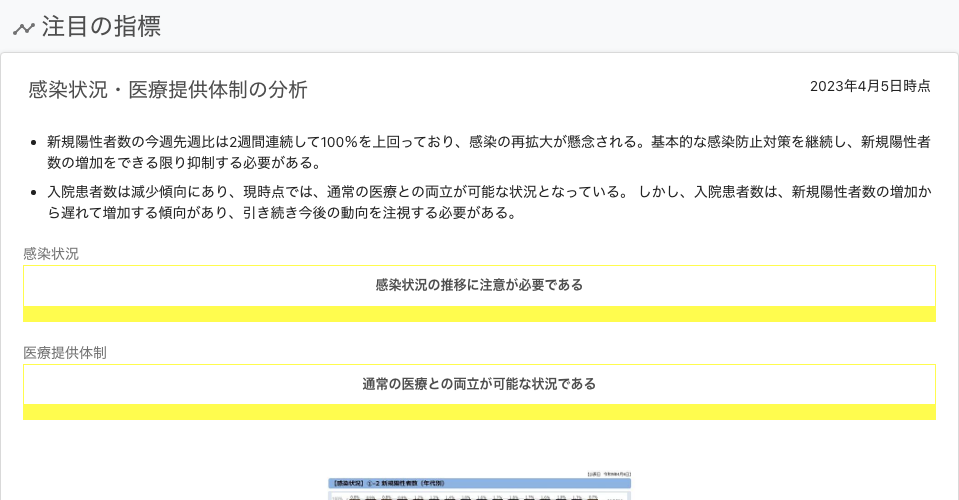 注目の指標
感染状況・医療提供体制の分析
2023年4月5日時点
新規陽性者数の今週先週比は2週間連続して100%を上回っており、感染の再拡大が懸念される。基本的な感染防止対策を継続し、新規陽性者
数の増加をできる限り抑制する必要がある。
入院患者数は減少傾向にあり、現時点では、通常の医療との両立が可能な状況となっている。 しかし、入院患者数は、新規陽性者数の増加か
ら遅れて増加する傾向があり、引き続き今後の動向を注視する必要がある。
感染状況
感染状況の推移に注意が必要である
医療提供体制
通常の医療との両立が可能な状況である
【感染状況】①-2 新規陽性者数（年代別）